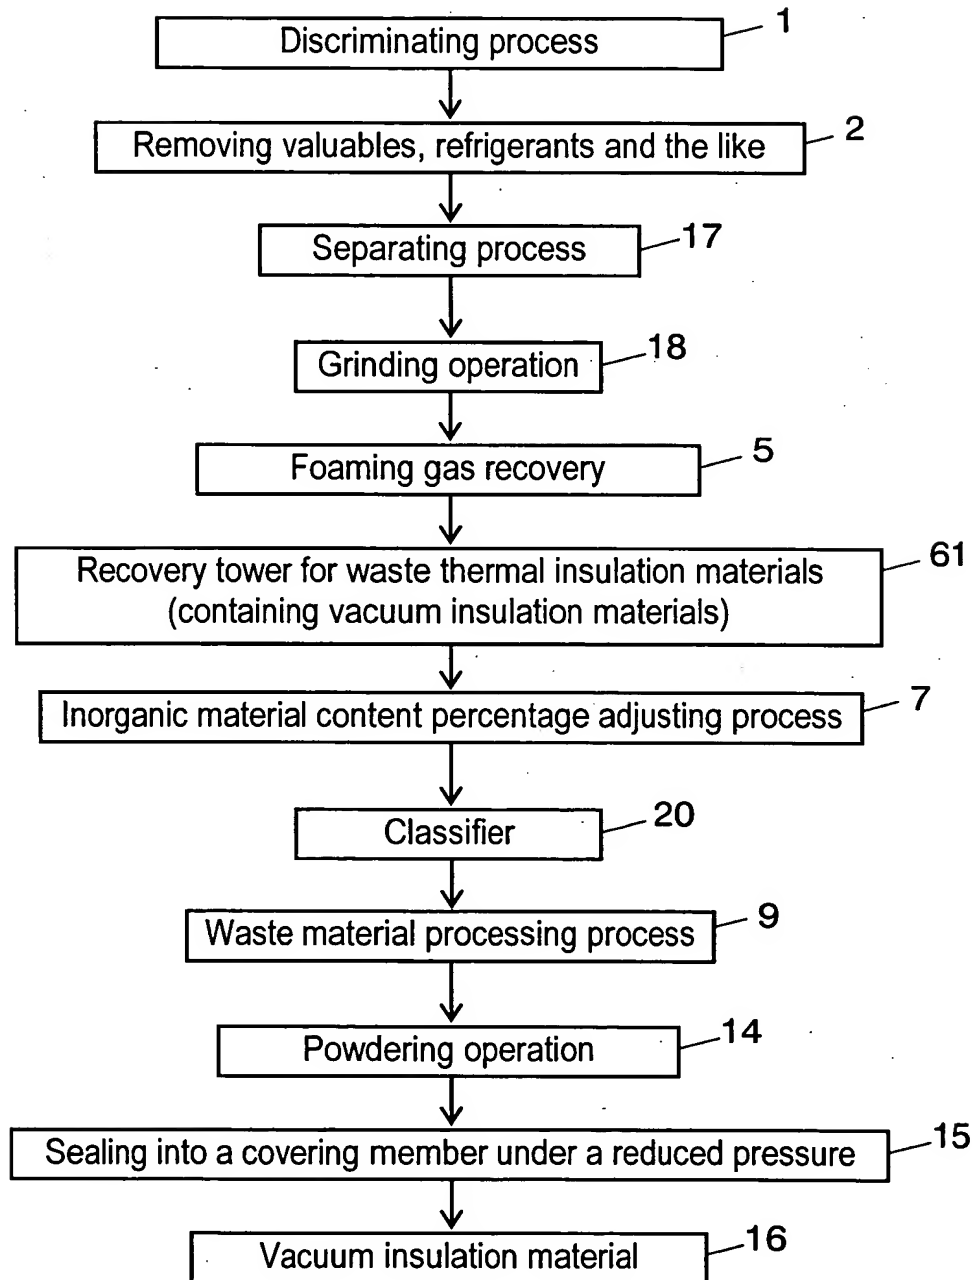 Discriminating process 1
Removing valuables, refrigerants and the like 2
Separating process 17
Grinding operation 18
Foaming gas recovery 5
Recovery tower for waste thermal insulation materials 61
(containing vacuum insulation materials)
Inorganic material content percentage adjusting process 7
Classifier 20
Waste material processing process 9
Powdering operation 14
Sealing into a covering member under a reduced pressure 15
Vacuum insulation material 16